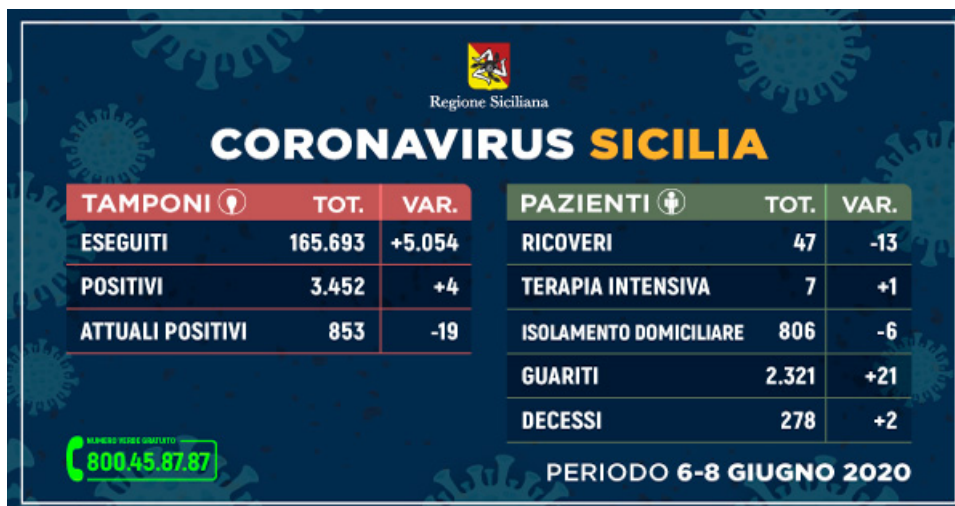 Regione Siciliana
CORONAVIRUS SICILIA
TAMPONI TOT. VAR.
ESEGUITI 165.693 +5.054
POSITIVI 3.452 +4
ATTUALI POSITIVI 853 -19
PAZIENTI TOT. VAR.
RICOVERI 47 -13
TERAPIA INTENSIVA 7 +1
ISOLAMENTO DOMICILIARE 806 -6
GUARITI 2.321 +21
DECESSI 278 +2
NUMERO VERDE GRATUITO
800.45.87.87
PERIODO 6-8 GIUGNO 2020